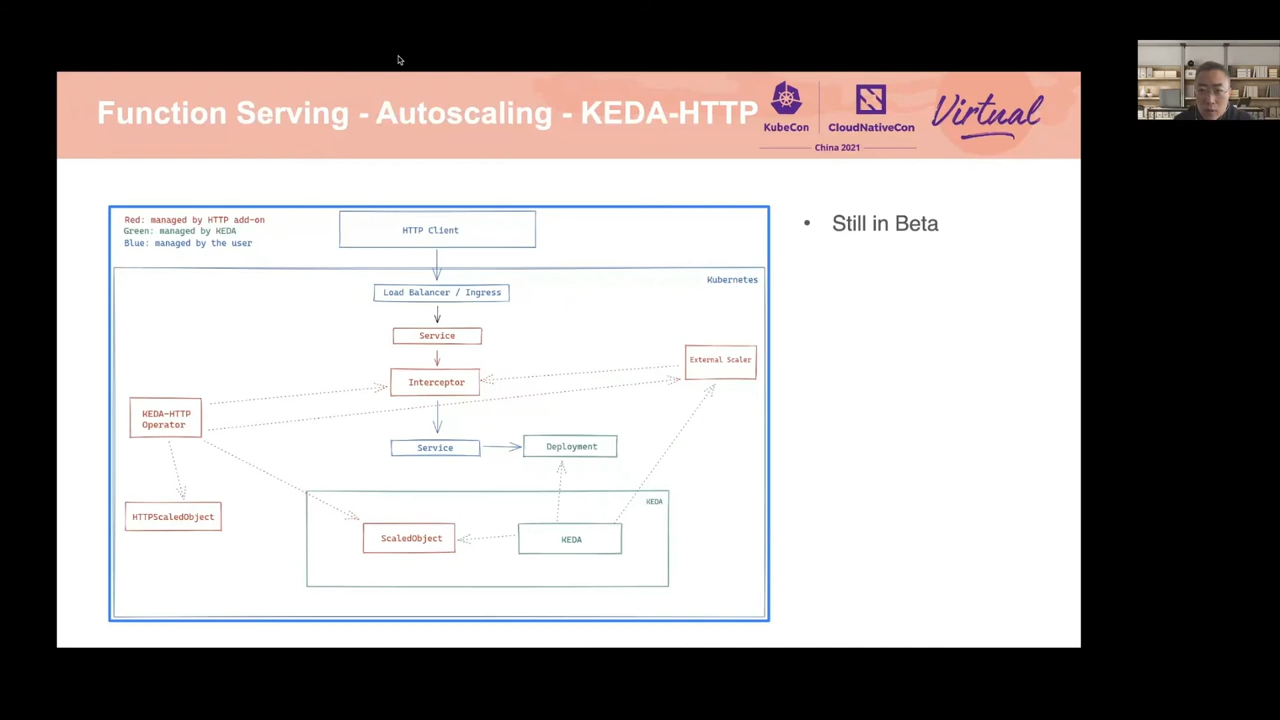 Function Serving - Autoscaling - KEDA-HTTP
KubeCon
CloudNativeCon
Virtual
China 2021
Red: managed by HTTP add-on
Green: managed by KEDA
Blue: managed by the user
HTTP Client
Kubernetes
Load Balancer / Ingress
Service
External Scaler
Interceptor
KEDA-HTTP
Operator
Service
Deployment
KEDA
HTTPScaledObject
ScaledObject
KEDA
• Still in Beta